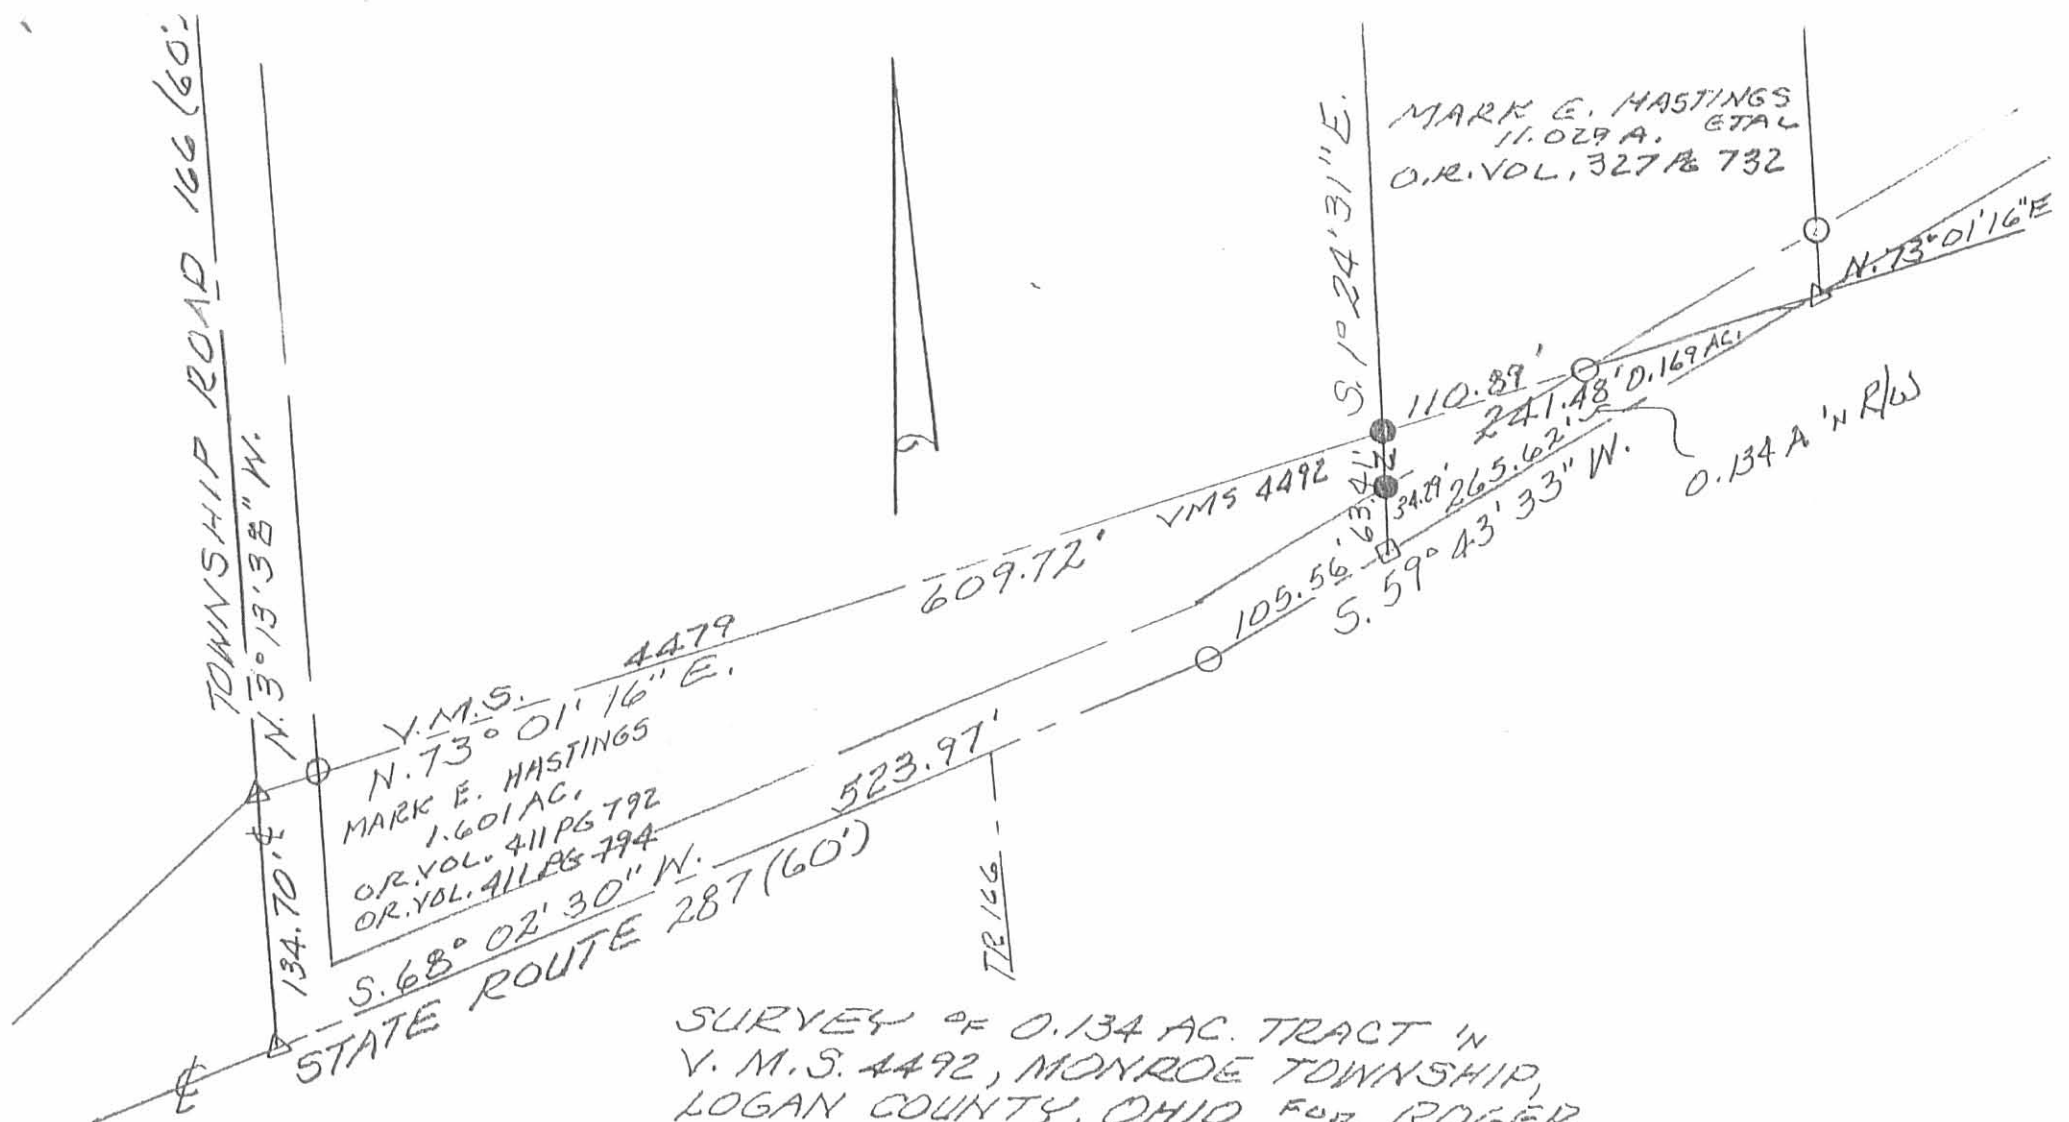 TOWNSHIP ROAD 166 (60'
N. 3° 13' 38" W.
MARK E. HASTINGS
ETAL
11.029 A.
O.R. VOL. 327 PG 732
S. 1° 24' 31" E.
N. 73° 01' 16" E
110.89'
241.48' 0.169 AC.
265.62'
34.29'
63.41'
0.134 A 'N R/W
VMS 4492
609.72'
105.56'
S. 59° 43' 33" W.
V.M.S. 4479
N. 73° 01' 16" E.
MARK E. HASTINGS
1.601 AC.
O.R. VOL. 411 PG 792
OR. VOL. 411 PG 794
523.97'
134.70' ℄
S. 68° 02' 30" W.
STATE ROUTE 287 (60')
TR 166
℄
SURVEY OF 0.134 AC. TRACT 'N
V. M. S. 4492, MONROE TOWNSHIP,
LOGAN COUNTY, OHIO FOR ROGER